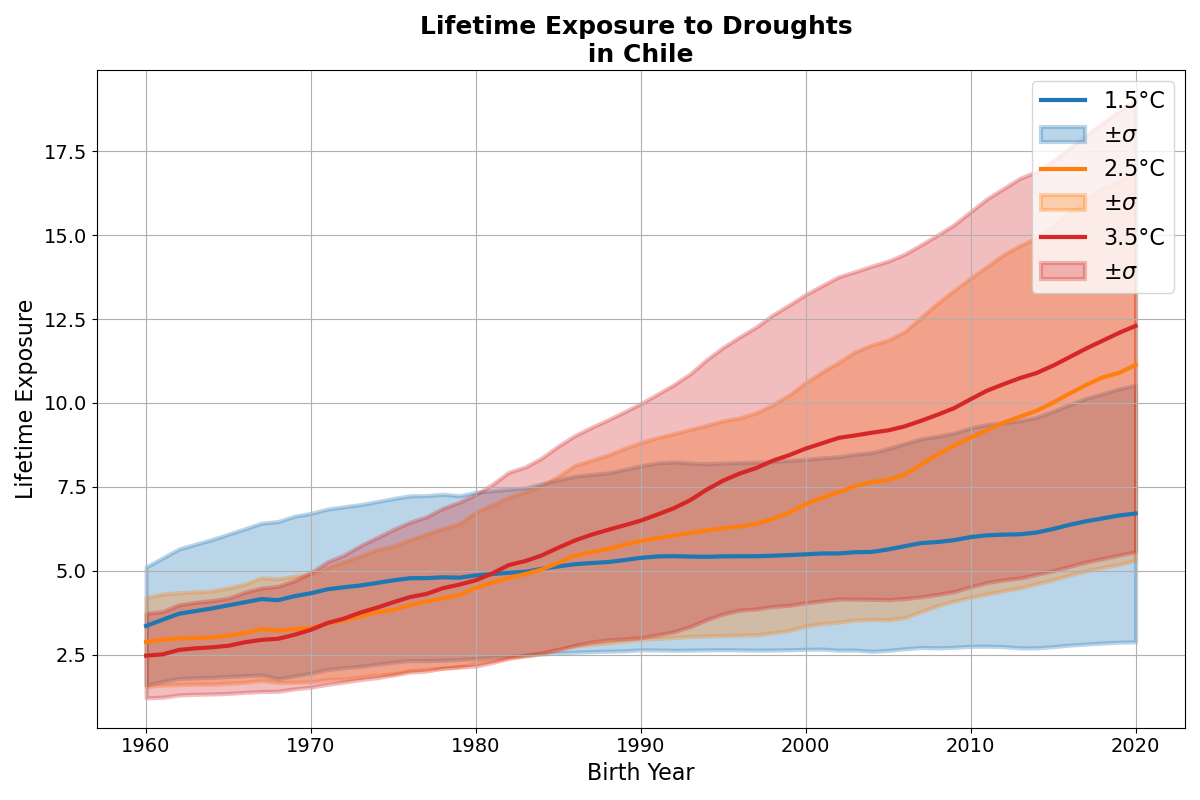 Lifetime Exposure to Droughts
in Chile
1.5°C
±σ
2.5°C
±σ
3.5°C
±σ
17.5
15.0
12.5
10.0
7.5
5.0
2.5
Lifetime Exposure
1960
1970
1980
1990
2000
2010
2020
Birth Year